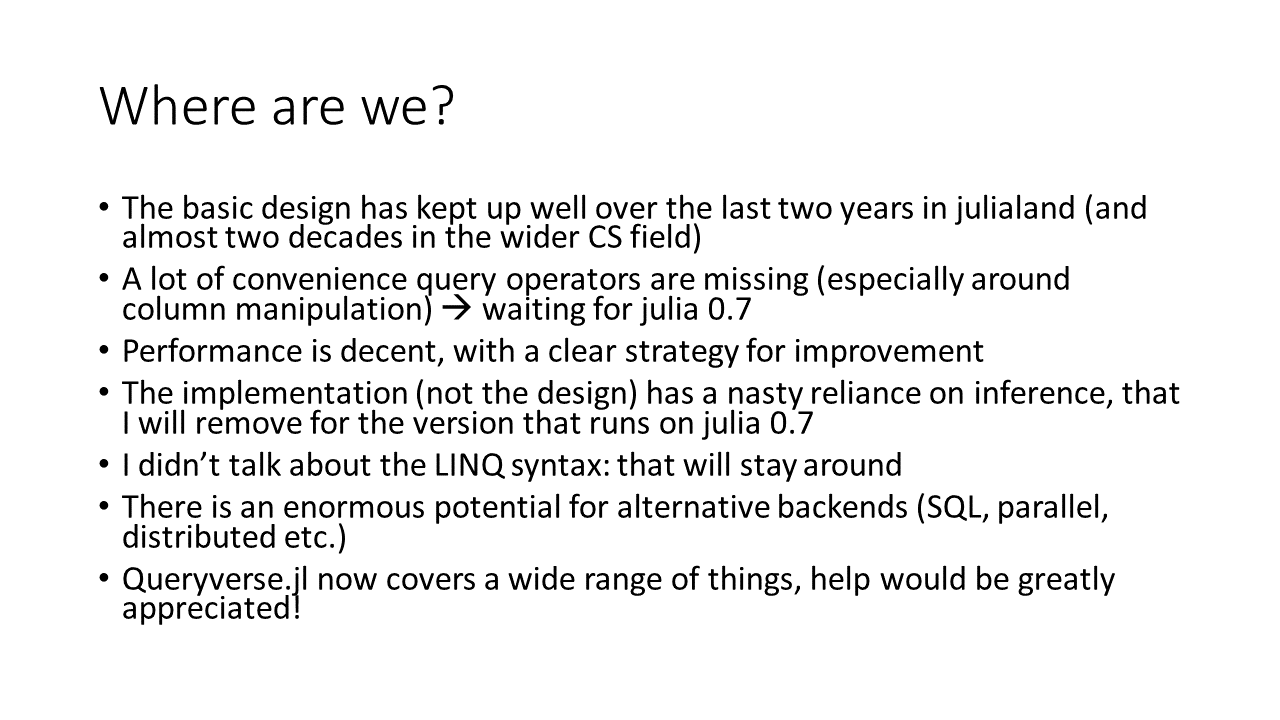 Where are we?
• The basic design has kept up well over the last two years in julialand (and
almost two decades in the wider CS field)
• A lot of convenience query operators are missing (especially around
column manipulation) → waiting for julia 0.7
• Performance is decent, with a clear strategy for improvement
• The implementation (not the design) has a nasty reliance on inference, that
I will remove for the version that runs on julia 0.7
• I didn’t talk about the LINQ syntax: that will stay around
• There is an enormous potential for alternative backends (SQL, parallel,
distributed etc.)
• Queryverse.jl now covers a wide range of things, help would be greatly
appreciated!